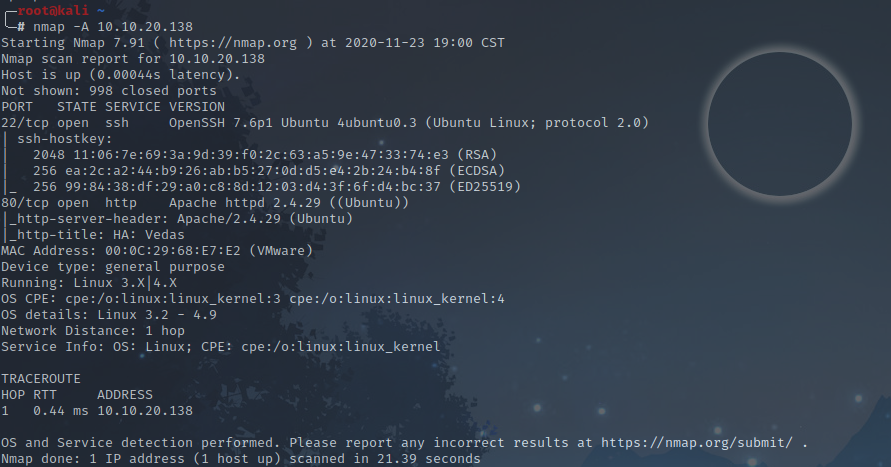 root@kali ~
# nmap -A 10.10.20.138
Starting Nmap 7.91 ( https://nmap.org ) at 2020-11-23 19:00 CST
Nmap scan report for 10.10.20.138
Host is up (0.00044s latency).
Not shown: 998 closed ports
PORT   STATE SERVICE VERSION
22/tcp open  ssh     OpenSSH 7.6p1 Ubuntu 4ubuntu0.3 (Ubuntu Linux; protocol 2.0)
| ssh-hostkey:
|   2048 11:06:7e:69:3a:9d:39:f0:2c:63:a5:9e:47:33:74:e3 (RSA)
|   256 ea:2c:a2:44:b9:26:ab:b5:27:0d:d5:e4:2b:24:b4:8f (ECDSA)
|_  256 99:84:38:df:29:a0:c8:8d:12:03:d4:3f:6f:d4:bc:37 (ED25519)
80/tcp open  http    Apache httpd 2.4.29 ((Ubuntu))
|_http-server-header: Apache/2.4.29 (Ubuntu)
|_http-title: HA: Vedas
MAC Address: 00:0C:29:68:E7:E2 (VMware)
Device type: general purpose
Running: Linux 3.X|4.X
OS CPE: cpe:/o:linux:linux_kernel:3 cpe:/o:linux:linux_kernel:4
OS details: Linux 3.2 - 4.9
Network Distance: 1 hop
Service Info: OS: Linux; CPE: cpe:/o:linux:linux_kernel
TRACEROUTE
HOP RTT     ADDRESS
1   0.44 ms 10.10.20.138
OS and Service detection performed. Please report any incorrect results at https://nmap.org/submit/ .
Nmap done: 1 IP address (1 host up) scanned in 21.39 seconds